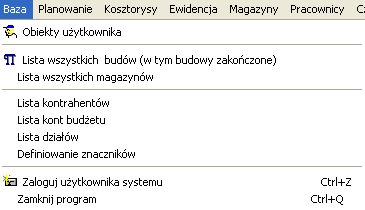 Baza Planowanie Kosztorysy Ewidencja Magazyny Pracownicy
Obiekty użytkownika
Lista wszystkich budów (w tym budowy zakończone)
Lista wszystkich magazynów
Lista kontrahentów
Lista kont budżetu
Lista działów
Definiowanie znaczników
Zaloguj użytkownika systemu Ctrl+Z
Zamknij program Ctrl+Q